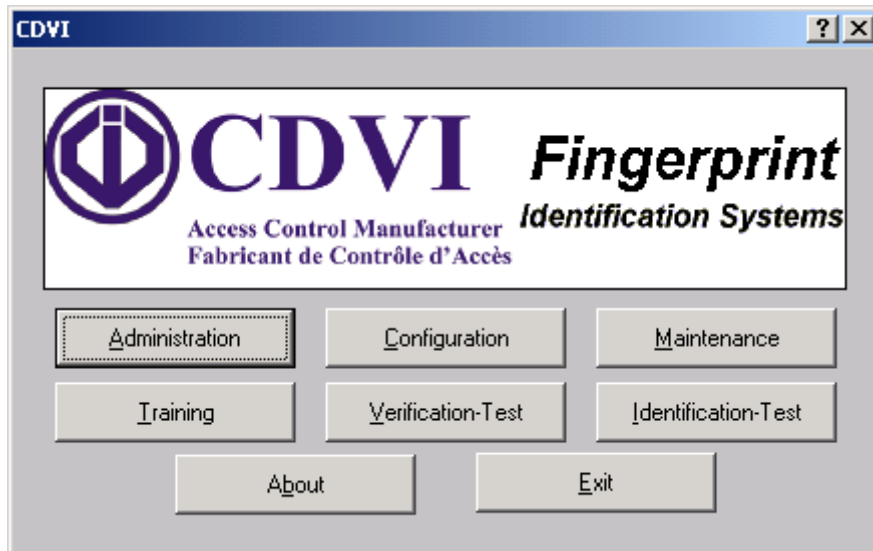 CDVI
CDVI
Fingerprint
Identification Systems
Access Control Manufacturer
Fabricant de Contrôle d'Accès
Administration
Configuration
Maintenance
Training
Verification-Test
Identification-Test
About
Exit